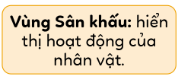 Vùng Sân khấu: hiển
thị hoạt động của
nhân vật.